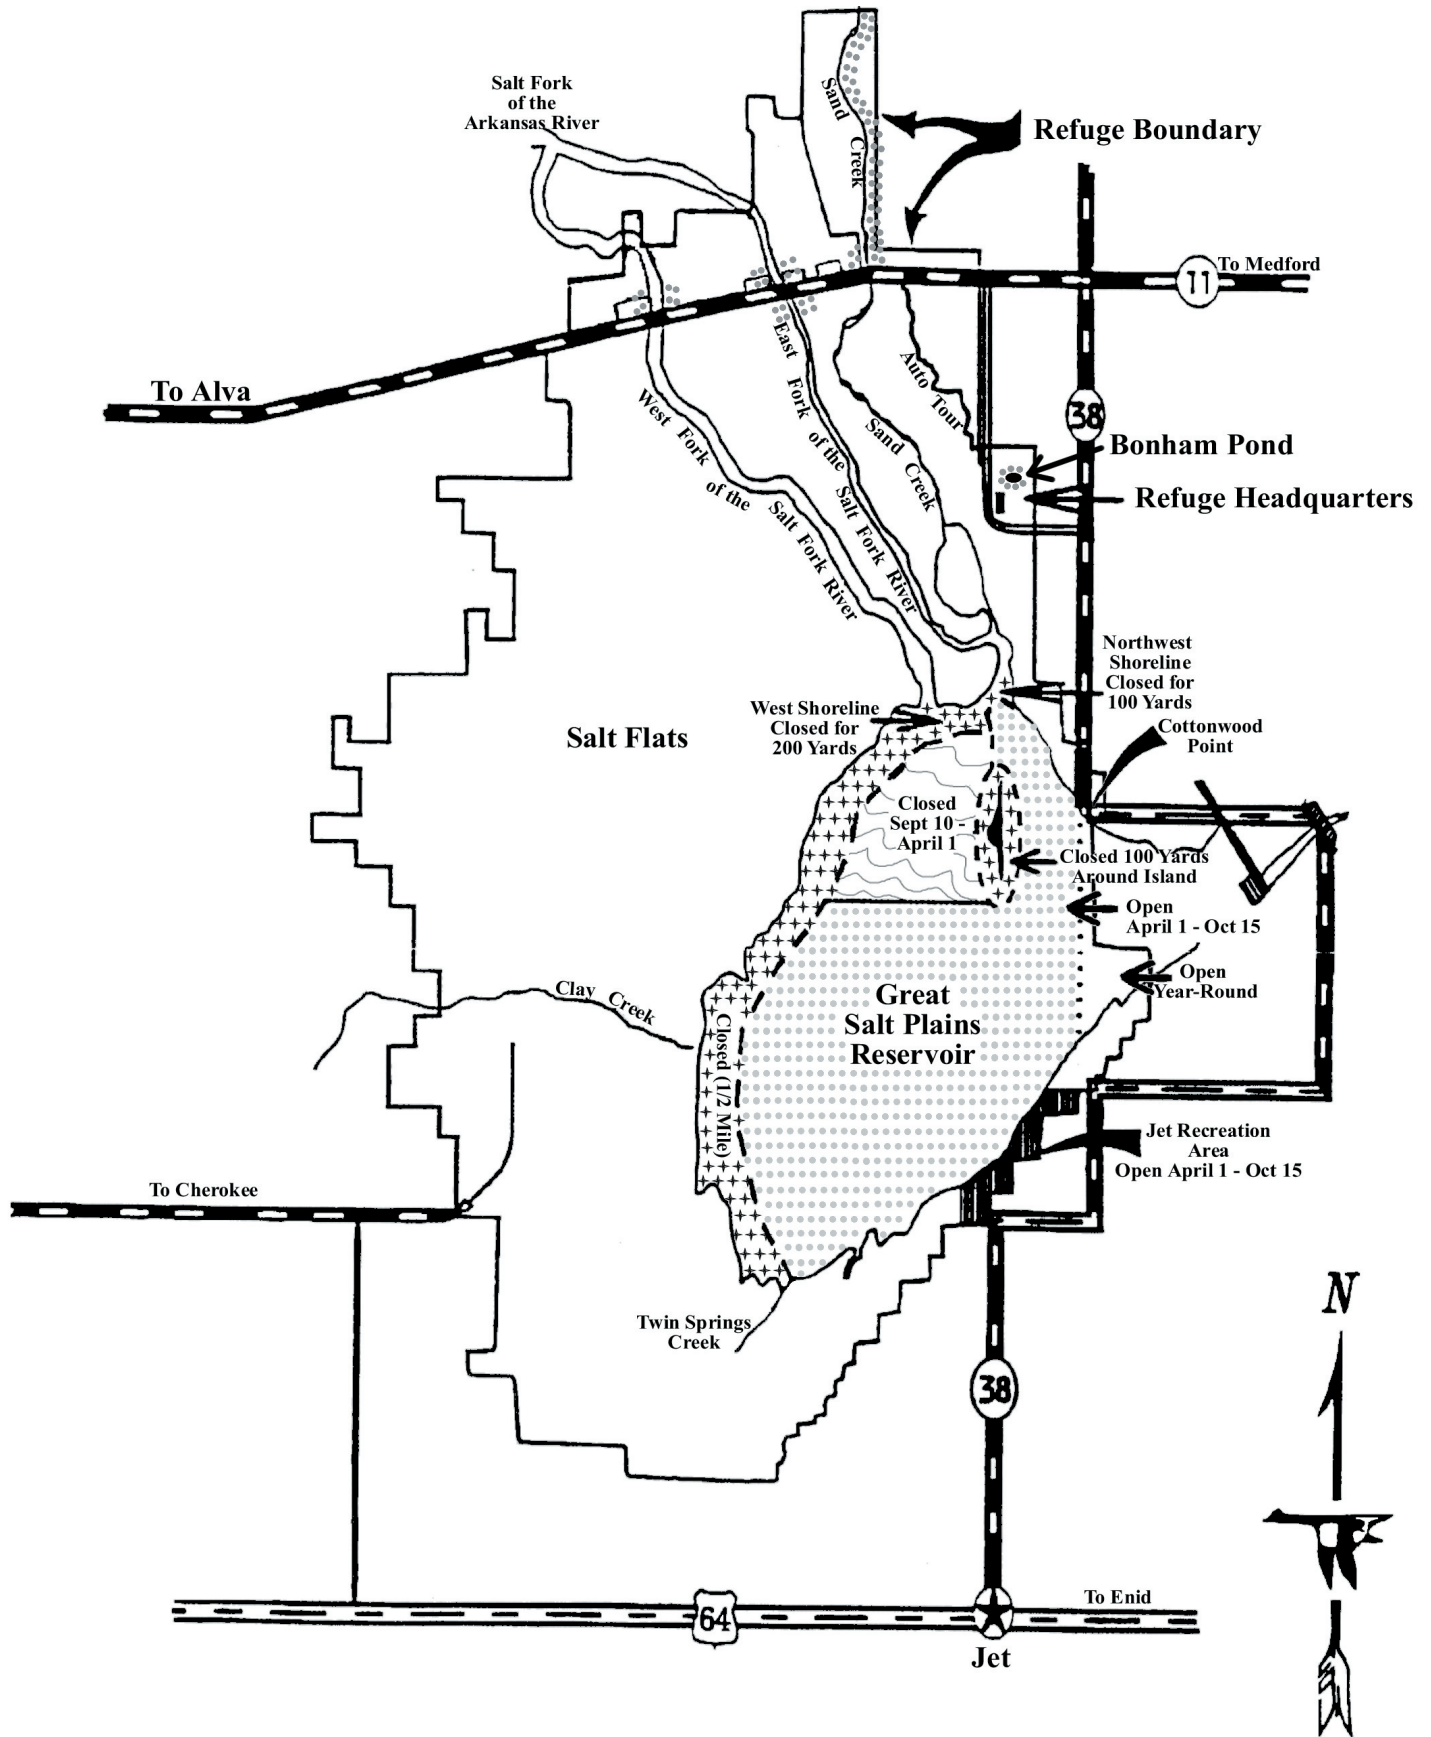 Salt Fork
of the
Arkansas River
Sand Creek
Refuge Boundary
To Medford
11
To Alva
East Fork of the Salt Fork River
Auto Tour
38
West Fork of the Salt Fork River
Sand Creek
Bonham Pond
Refuge Headquarters
Northwest
Shoreline
Closed for
100 Yards
West Shoreline
Closed for
200 Yards
Salt Flats
Cottonwood
Point
Closed
Sept 10 -
April 1
Closed 100 Yards
Around Island
Open
April 1 - Oct 15
Open
Year-Round
Clay Creek
Great
Salt Plains
Reservoir
Closed (1/2 Mile)
Jet Recreation
Area
Open April 1 - Oct 15
To Cherokee
N
Twin Springs
Creek
38
To Enid
64
Jet